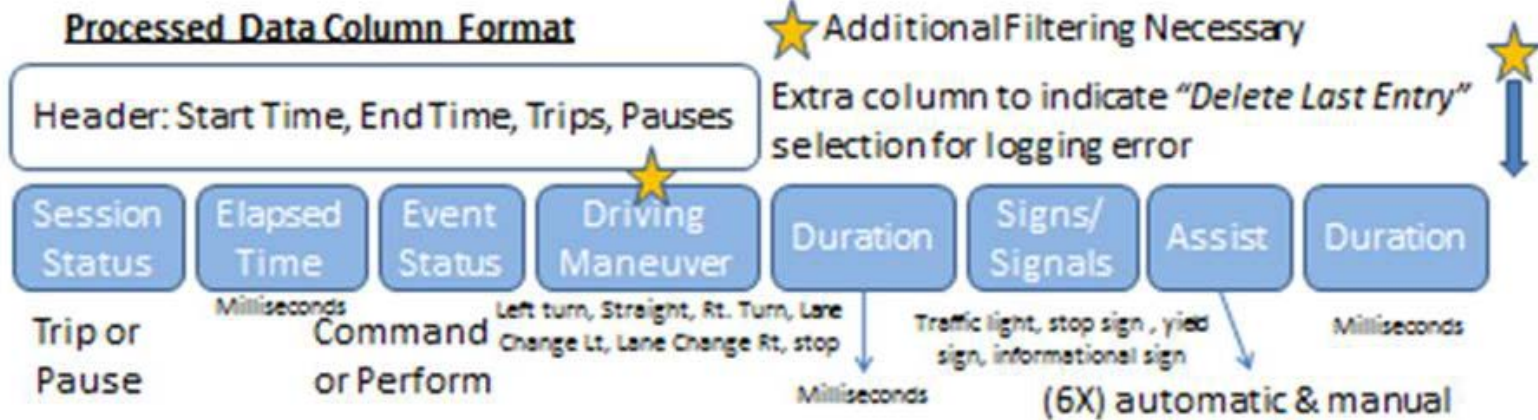 Processed Data Column Format
Additional Filtering Necessary
Header: Start Time, End Time, Trips, Pauses
Extra column to indicate “Delete Last Entry”
selection for logging error
Session
Status
Elapsed
Time
Event
Status
Driving
Maneuver
Duration
Signs/
Signals
Assist
Duration
Trip or
Pause
Milliseconds
Command
or Perform
Left turn, Straight, Rt. Turn, Lane
Change Lt, Lane Change Rt, stop
Milliseconds
Traffic light, stop sign , yield
sign, informational sign
(6X) automatic & manual
Milliseconds